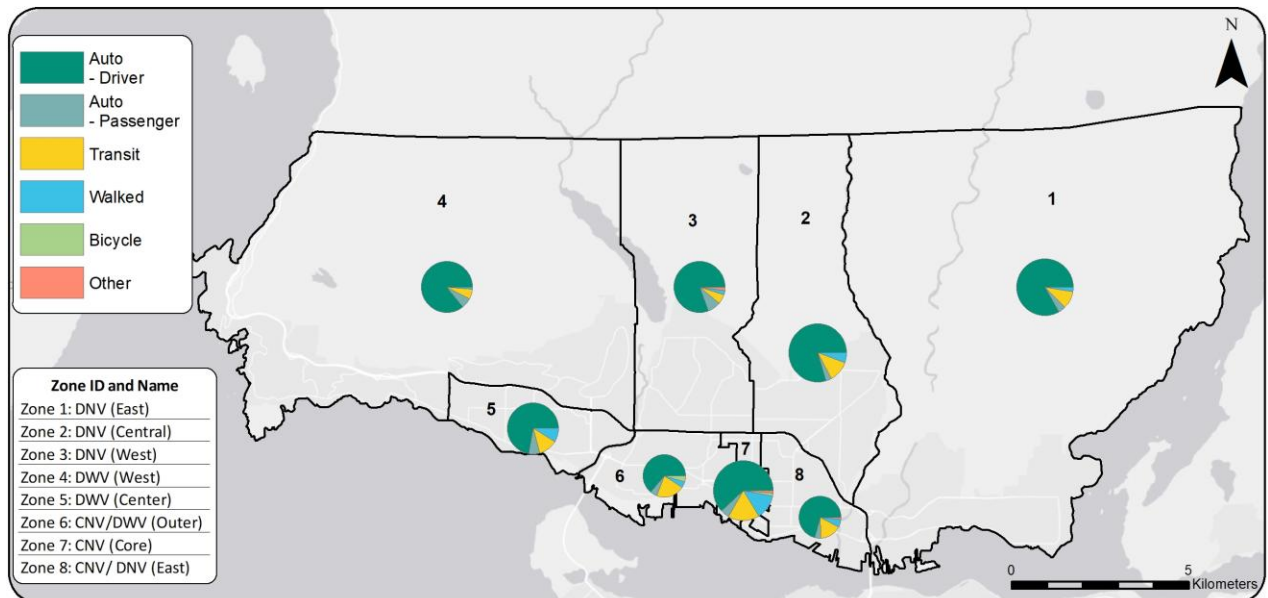 N
Auto
- Driver
Auto
- Passenger
Transit
Walked
Bicycle
Other
4
3
2
1
5
6
7
8
Zone ID and Name
Zone 1: DNV (East)
Zone 2: DNV (Central)
Zone 3: DNV (West)
Zone 4: DWV (West)
Zone 5: DWV (Center)
Zone 6: CNV/DWV (Outer)
Zone 7: CNV (Core)
Zone 8: CNV/ DNV (East)
0 5
Kilometers